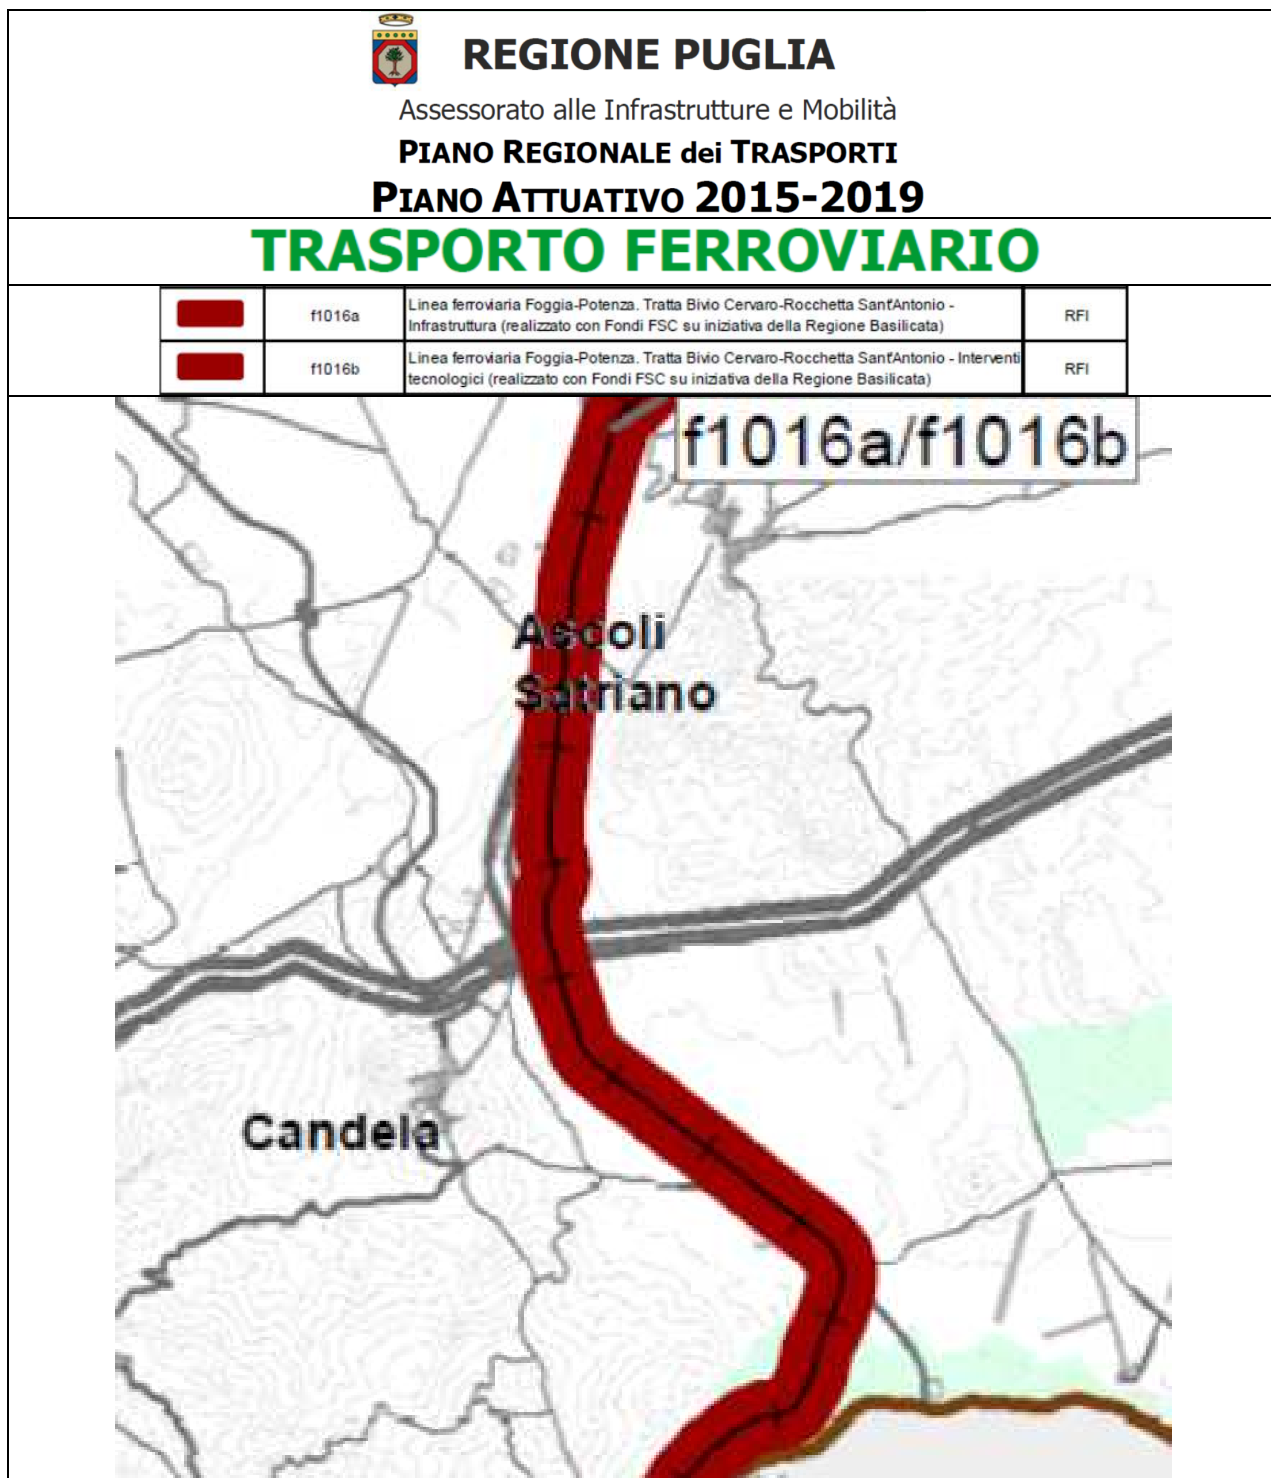 REGIONE PUGLIA
Assessorato alle Infrastrutture e Mobilità
PIANO REGIONALE dei TRASPORTI
PIANO ATTUATIVO 2015-2019
TRASPORTO FERROVIARIO
f1016a
Linea ferroviaria Foggia-Potenza. Tratta Bivio Cervaro-Rocchetta Sant'Antonio -
Infrastruttura (realizzato con Fondi FSC su iniziativa della Regione Basilicata)
RFI
f1016b
Linea ferroviaria Foggia-Potenza. Tratta Bivio Cervaro-Rocchetta Sant'Antonio - Interventi
tecnologici (realizzato con Fondi FSC su iniziativa della Regione Basilicata)
RFI
f1016a/f1016b
Ascoli
Satriano
Candela